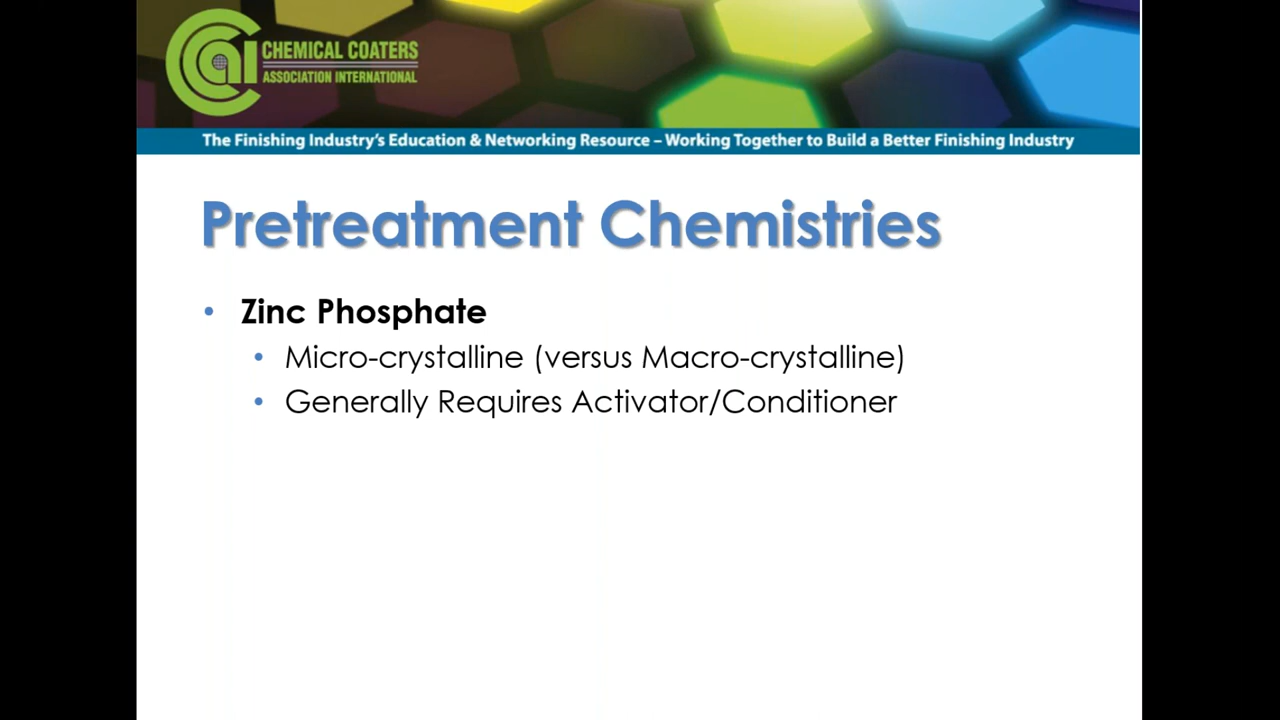 CHEMICAL COATERS
ASSOCIATION INTERNATIONAL
The Finishing Industry's Education & Networking Resource – Working Together to Build a Better Finishing Industry
Pretreatment Chemistries
• Zinc Phosphate
• Micro-crystalline (versus Macro-crystalline)
• Generally Requires Activator/Conditioner